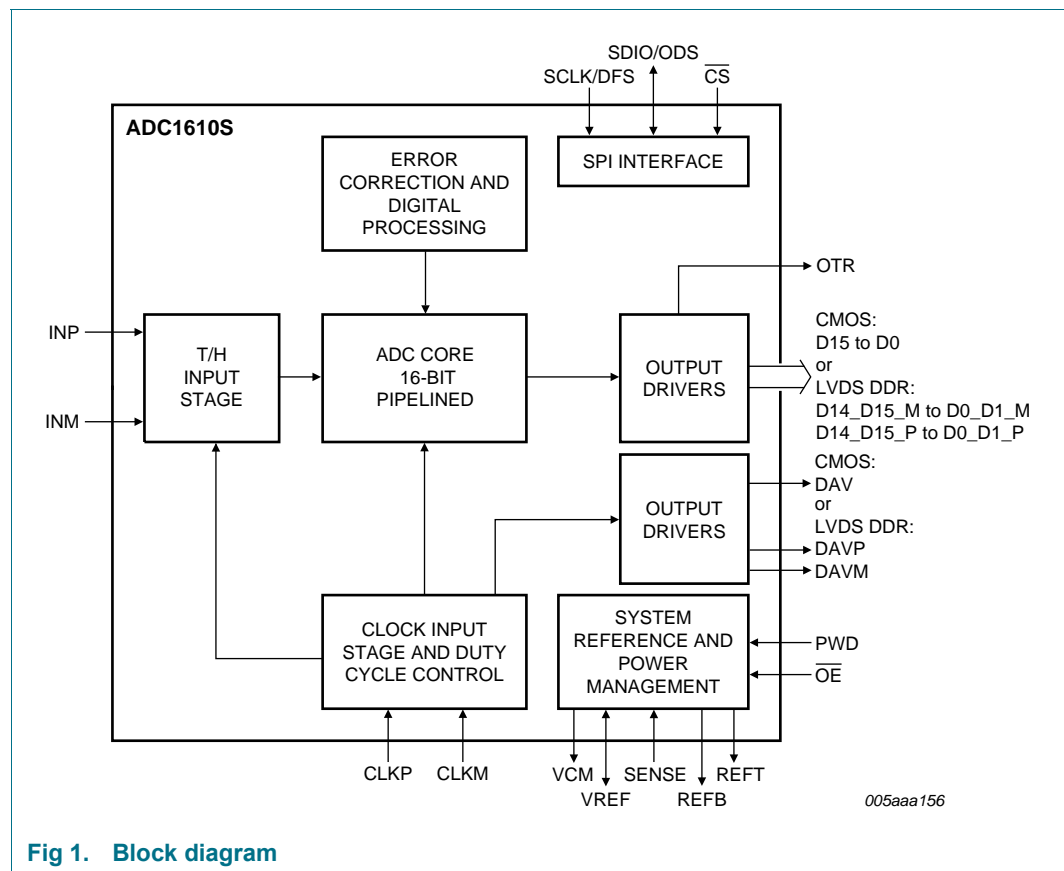 SDIO/ODS
SCLK/DFS
C̅S̅
ADC1610S
ERROR
CORRECTION AND
DIGITAL
PROCESSING
SPI INTERFACE
OTR
INP
INM
T/H
INPUT
STAGE
ADC CORE
16-BIT
PIPELINED
OUTPUT
DRIVERS
CMOS:
D15 to D0
or
LVDS DDR:
D14_D15_M to D0_D1_M
D14_D15_P to D0_D1_P
OUTPUT
DRIVERS
CMOS:
DAV
or
LVDS DDR:
DAVP
DAVM
CLOCK INPUT
STAGE AND DUTY
CYCLE CONTROL
SYSTEM
REFERENCE AND
POWER
MANAGEMENT
PWD
O̅E̅
CLKP
CLKM
VCM
VREF
SENSE
REFB
REFT
005aaa156
Fig 1. Block diagram